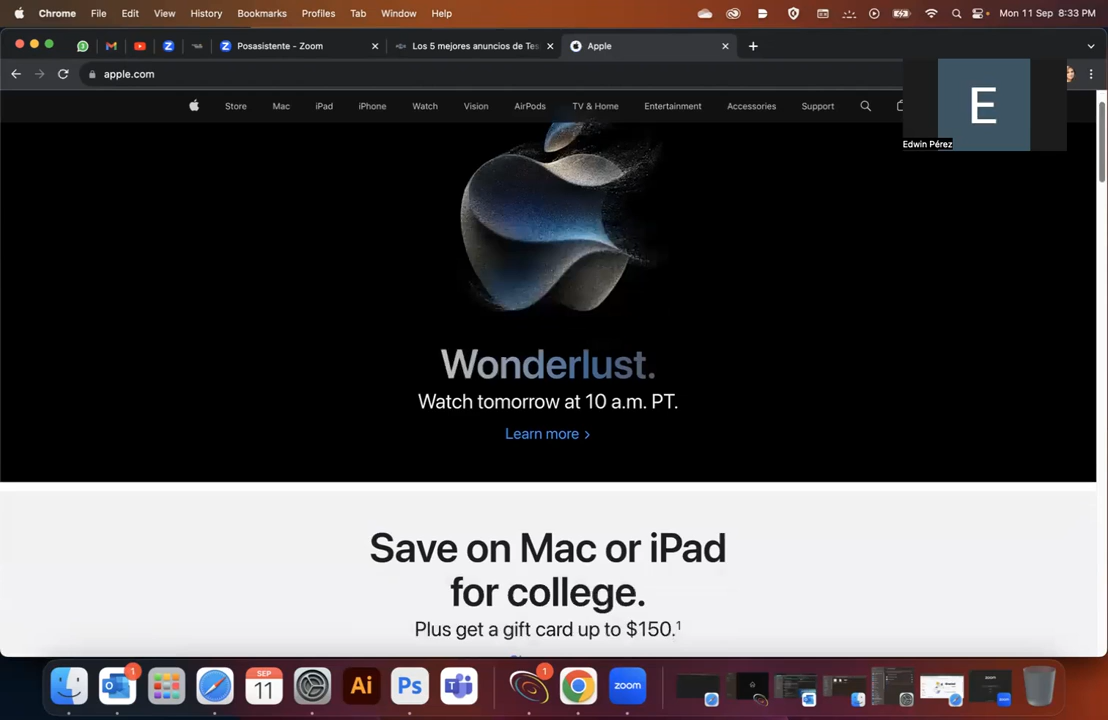 Chrome File Edit View History Bookmarks Profiles Tab Window Help Mon 11 Sep 8:33 PM
Posasistente - Zoom Los 5 mejores anuncios de Tes Apple
apple.com
Store Mac iPad iPhone Watch Vision AirPods TV & Home Entertainment Accessories Support
E
Edwin Pérez
Wonderlust.
Watch tomorrow at 10 a.m. PT.
Learn more >
Save on Mac or iPad
for college.
Plus get a gift card up to $150.¹
1 SEP 11 Ai Ps 1 zoom